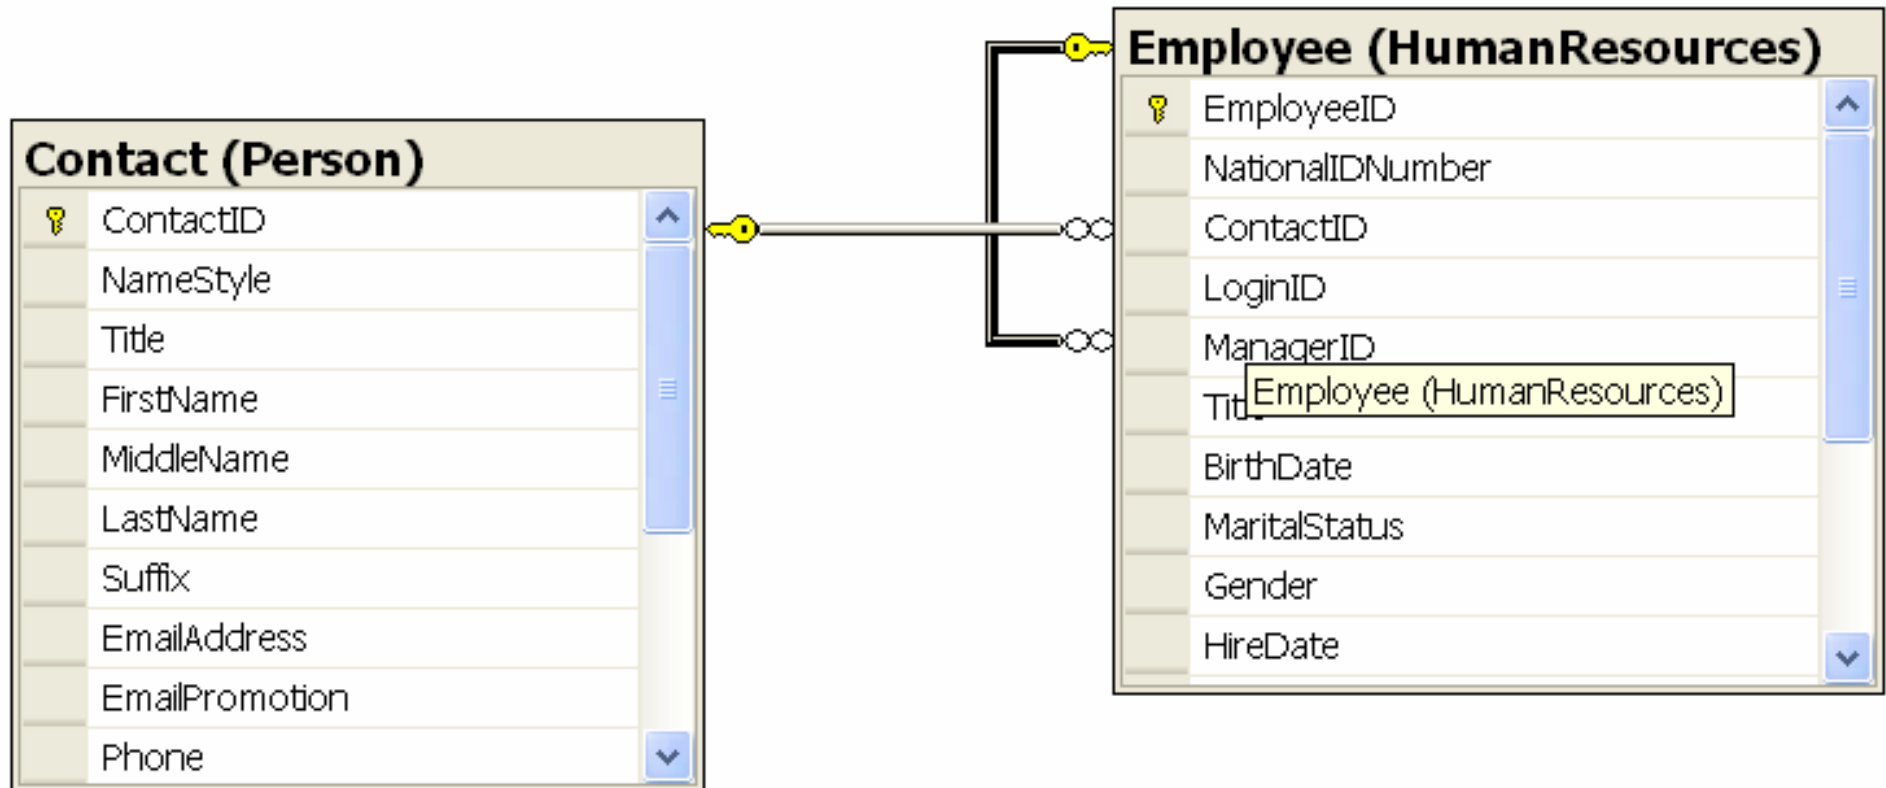 Contact (Person)
ContactID
NameStyle
Title
FirstName
MiddleName
LastName
Suffix
EmailAddress
EmailPromotion
Phone
Employee (HumanResources)
EmployeeID
NationalIDNumber
ContactID
LoginID
ManagerID
Employee (HumanResources)
BirthDate
MaritalStatus
Gender
HireDate